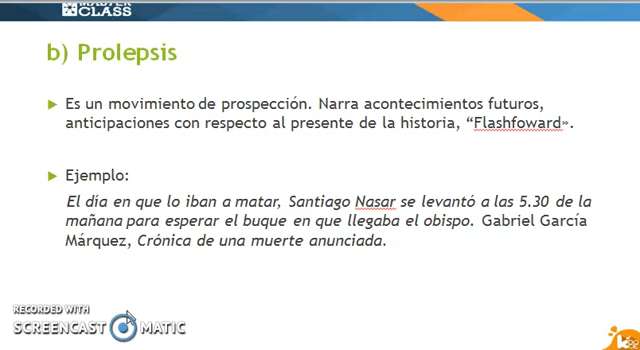 MASTER
CLASS
b) Prolepsis
Es un movimiento de prospección. Narra acontecimientos futuros,
anticipaciones con respecto al presente de la historia, “Flashfoward».
Ejemplo:
El día en que lo iban a matar, Santiago Nasar se levantó a las 5.30 de la
mañana para esperar el buque en que llegaba el obispo. Gabriel García
Márquez, Crónica de una muerte anunciada.
RECORDED WITH
SCREENCAST MATIC